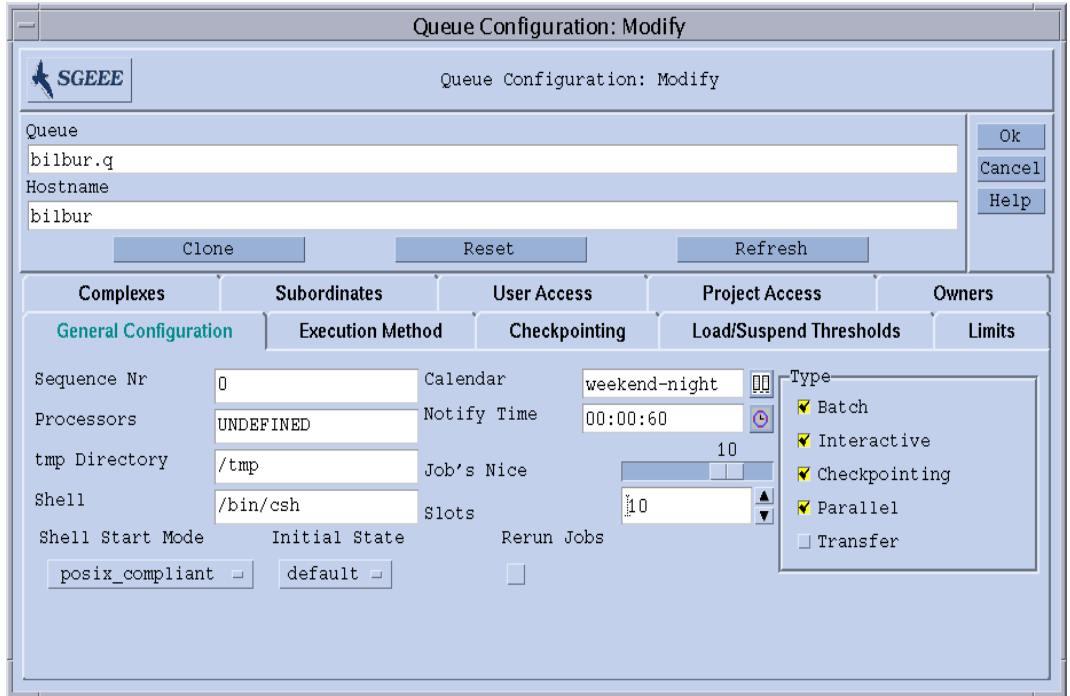 Queue Configuration: Modify
SGEEE
Queue Configuration: Modify
Queue
bilbur.q
Hostname
bilbur
Ok
Cancel
Help
Clone Reset Refresh
Complexes Subordinates User Access Project Access Owners
General Configuration Execution Method Checkpointing Load/Suspend Thresholds Limits
Sequence Nr 0
Processors UNDEFINED
tmp Directory /tmp
Shell /bin/csh
Shell Start Mode Initial State Rerun Jobs
posix_compliant default
Calendar weekend-night
Notify Time 00:00:60
10
Job's Nice
Slots 10
Type
Batch
Interactive
Checkpointing
Parallel
Transfer